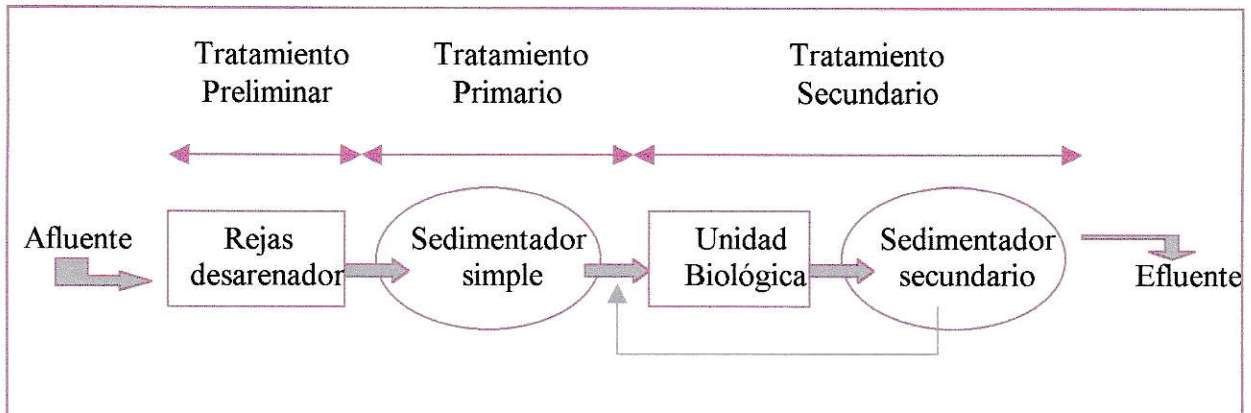 Tratamiento
Preliminar
Tratamiento
Primario
Tratamiento
Secundario
Afluente
Rejas
desarenador
Sedimentador
simple
Unidad
Biológica
Sedimentador
secundario
Efluente